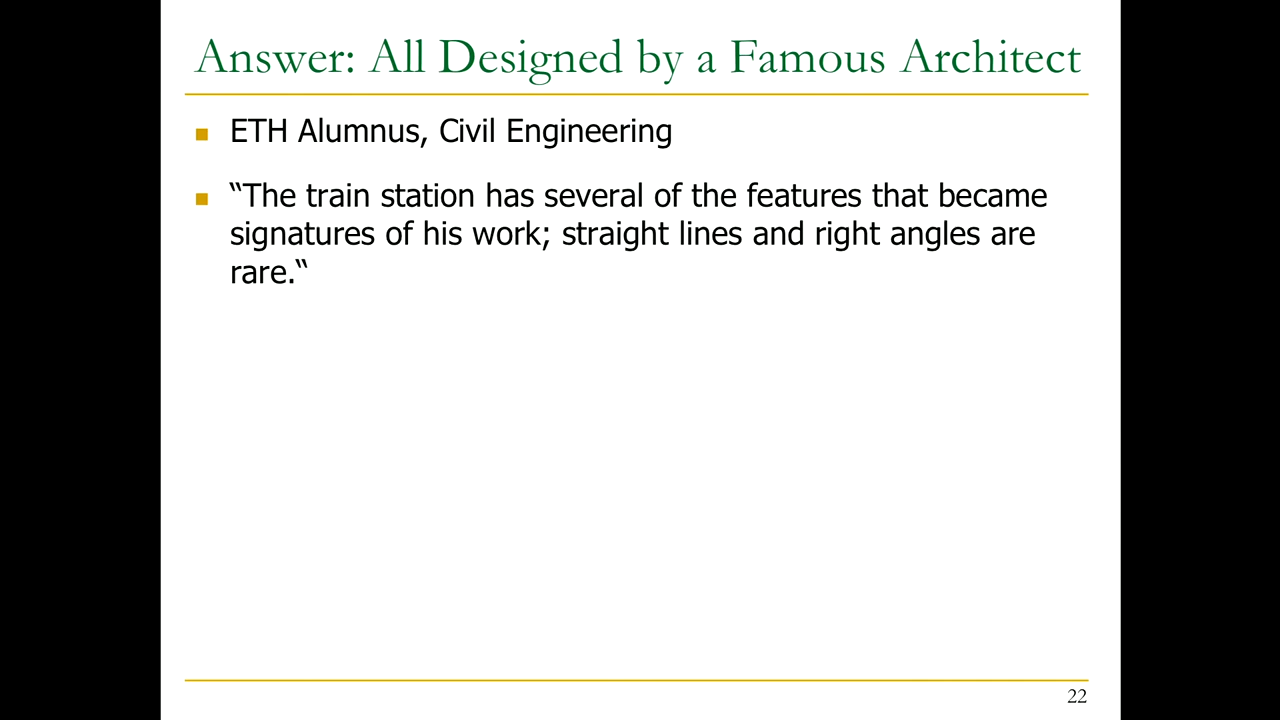 Answer: All Designed by a Famous Architect
ETH Alumnus, Civil Engineering
“The train station has several of the features that became
signatures of his work; straight lines and right angles are
rare.“
22